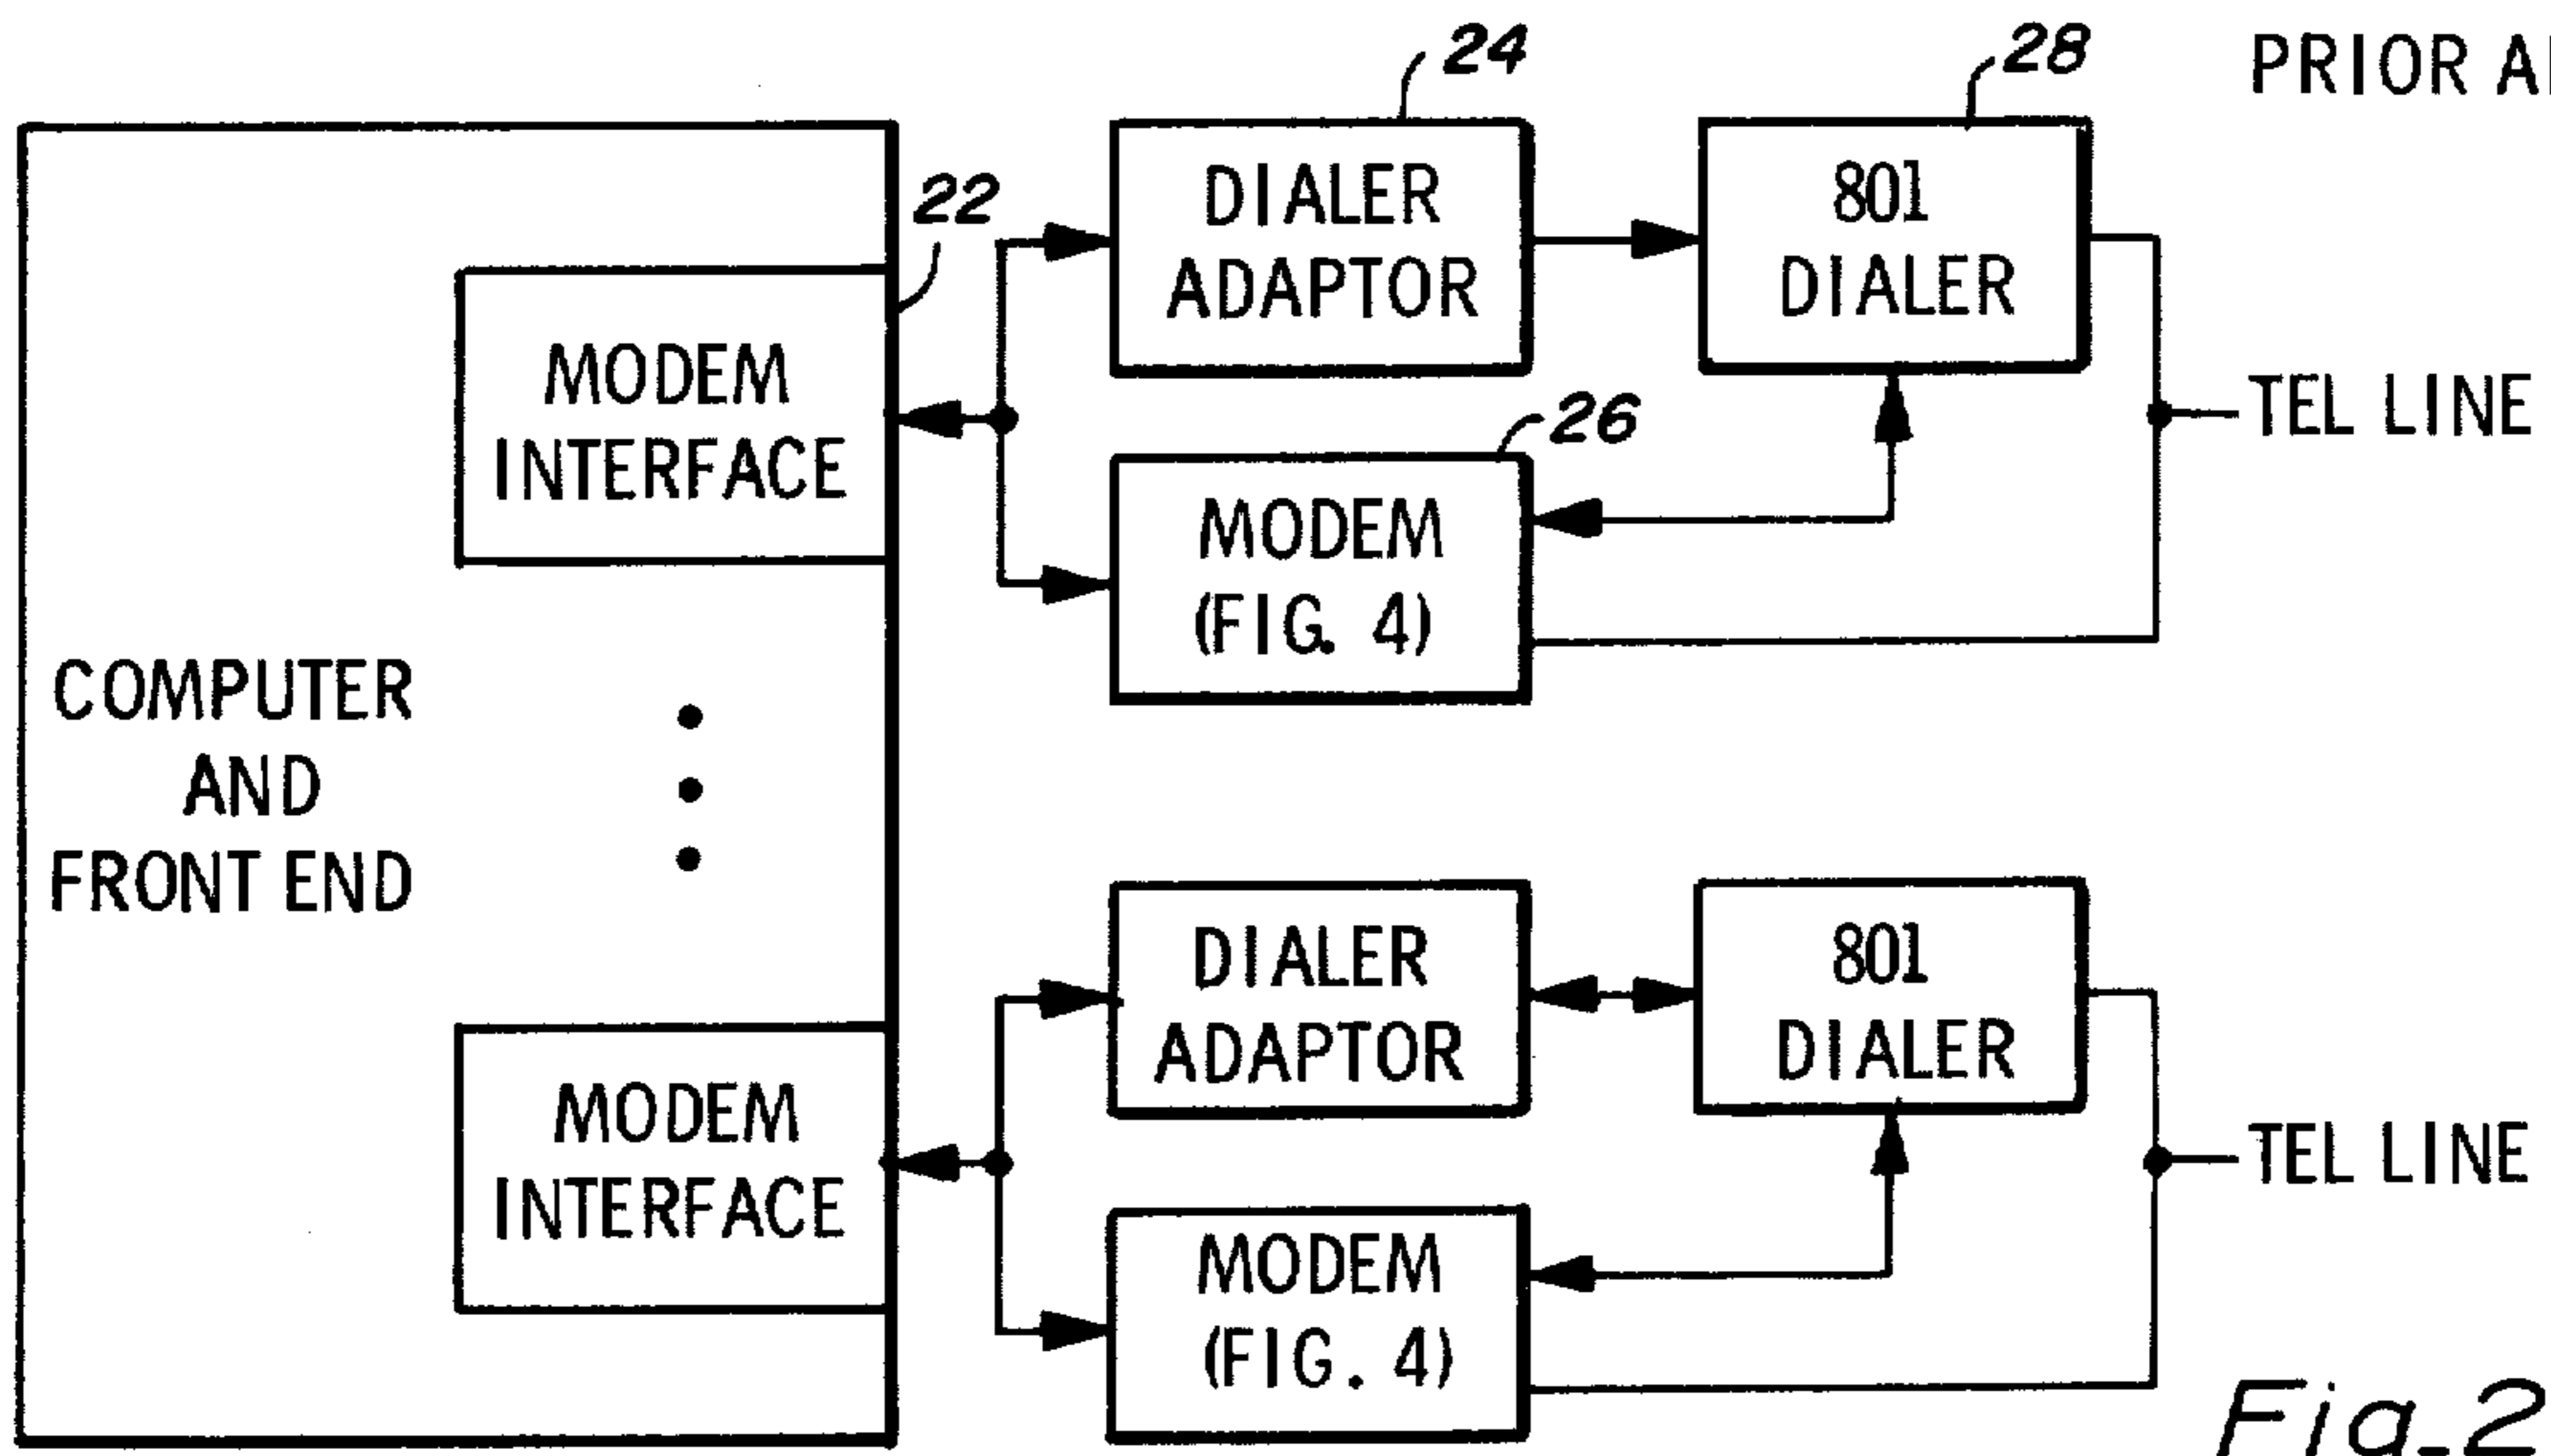 24
28
PRIOR
22
DIALER
ADAPTOR
801
DIALER
MODEM
INTERFACE
26
TEL LINE
MODEM
(FIG. 4)
COMPUTER
AND
FRONT END
DIALER
ADAPTOR
801
DIALER
MODEM
INTERFACE
TEL LINE
MODEM
(FIG. 4)
Fig-2